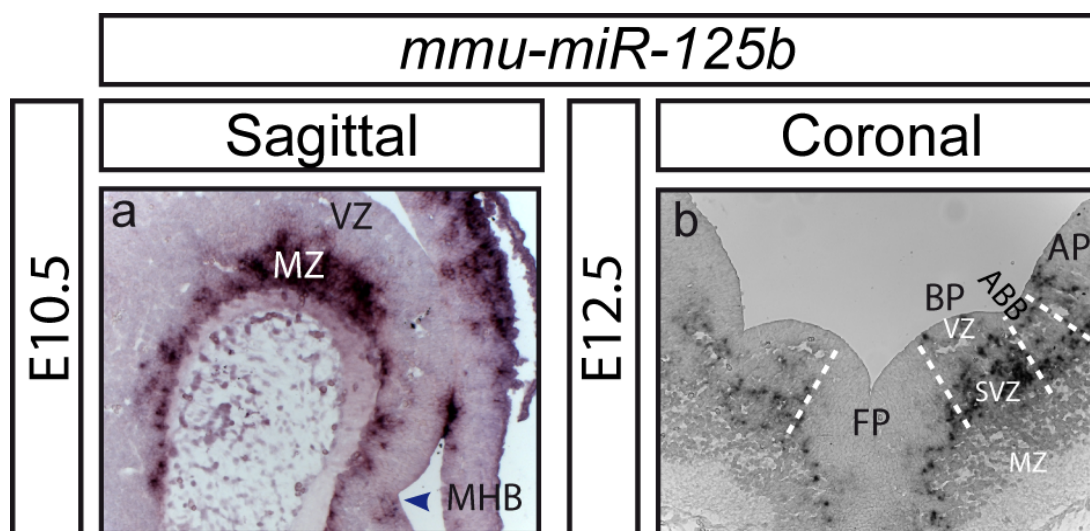 mmu-miR-125b
Sagittal
Coronal
E10.5
E12.5
a
VZ
MZ
MHB
b
AP
ABB
BP
VZ
SVZ
FP
MZ